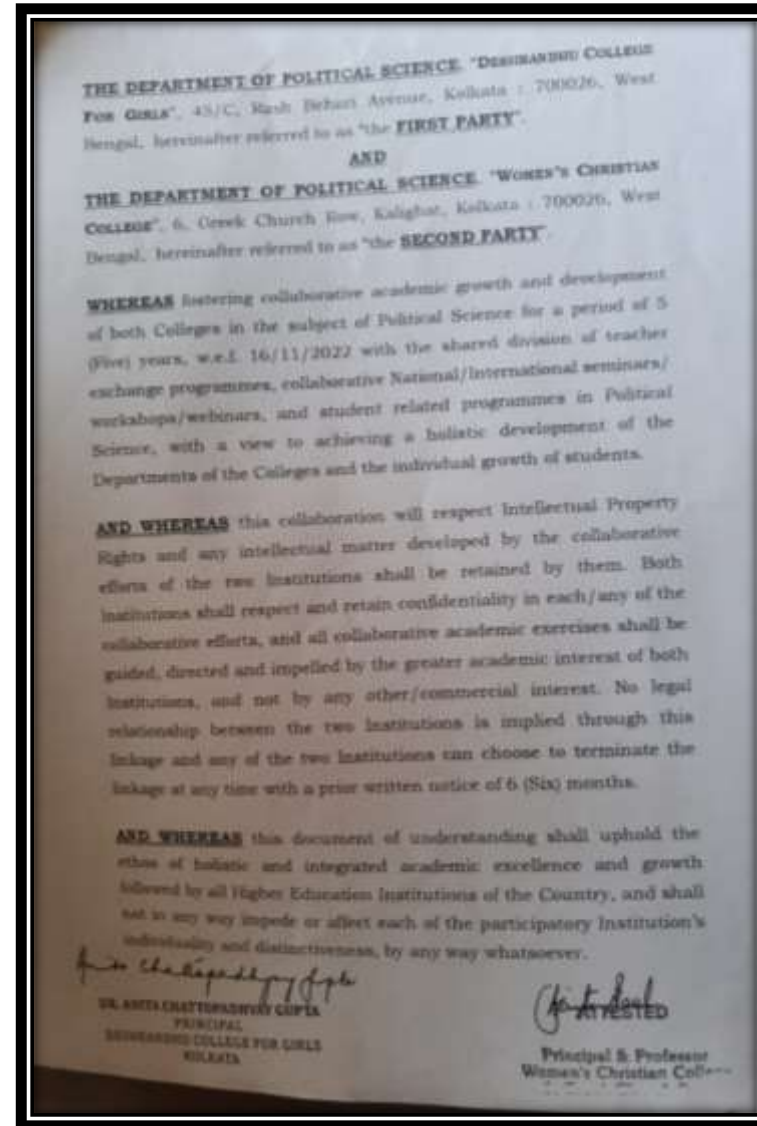 THE DEPARTMENT OF POLITICAL SCIENCE, "DESHBANDHU COLLEGE
FOR GIRLS", 45/C, Rash Behari Avenue, Kolkata : 700026, West
Bengal, hereinafter referred to as "the FIRST PARTY".
AND
THE DEPARTMENT OF POLITICAL SCIENCE, "WOMEN'S CHRISTIAN
COLLEGE", 6, Greek Church Row, Kalighat, Kolkata : 700026, West
Bengal, hereinafter referred to as "the SECOND PARTY".
WHEREAS fostering collaborative academic growth and development
of both Colleges in the subject of Political Science for a period of 5
(Five) years, w.e.f. 16/11/2022 with the shared division of teacher
exchange programmes, collaborative National/International seminars/
workshops/webinars, and student related programmes in Political
Science, with a view to achieving a holistic development of the
Departments of the Colleges and the individual growth of students.
AND WHEREAS this collaboration will respect Intellectual Property
Rights and any intellectual matter developed by the collaborative
efforts of the two Institutions shall be retained by them. Both
Institutions shall respect and retain confidentiality in each/any of the
collaborative efforts, and all collaborative academic exercises shall be
guided, directed and impelled by the greater academic interest of both
Institutions, and not by any other/commercial interest. No legal
relationship between the two Institutions is implied through this
linkage and any of the two Institutions can choose to terminate the
linkage at any time with a prior written notice of 6 (Six) months.
AND WHEREAS this document of understanding shall uphold the
ethos of holistic and integrated academic excellence and growth
followed by all Higher Education Institutions of the Country, and shall
not in any way impede or affect each of the participatory Institution's
individuality and distinctiveness, by any way whatsoever.
Anita Chattopadhyay Gupta
DR. ANITA CHATTOPADHYAY GUPTA
PRINCIPAL
DESHBANDHU COLLEGE FOR GIRLS
KOLKATA
ATTESTED
Principal & Professor
Women's Christian College